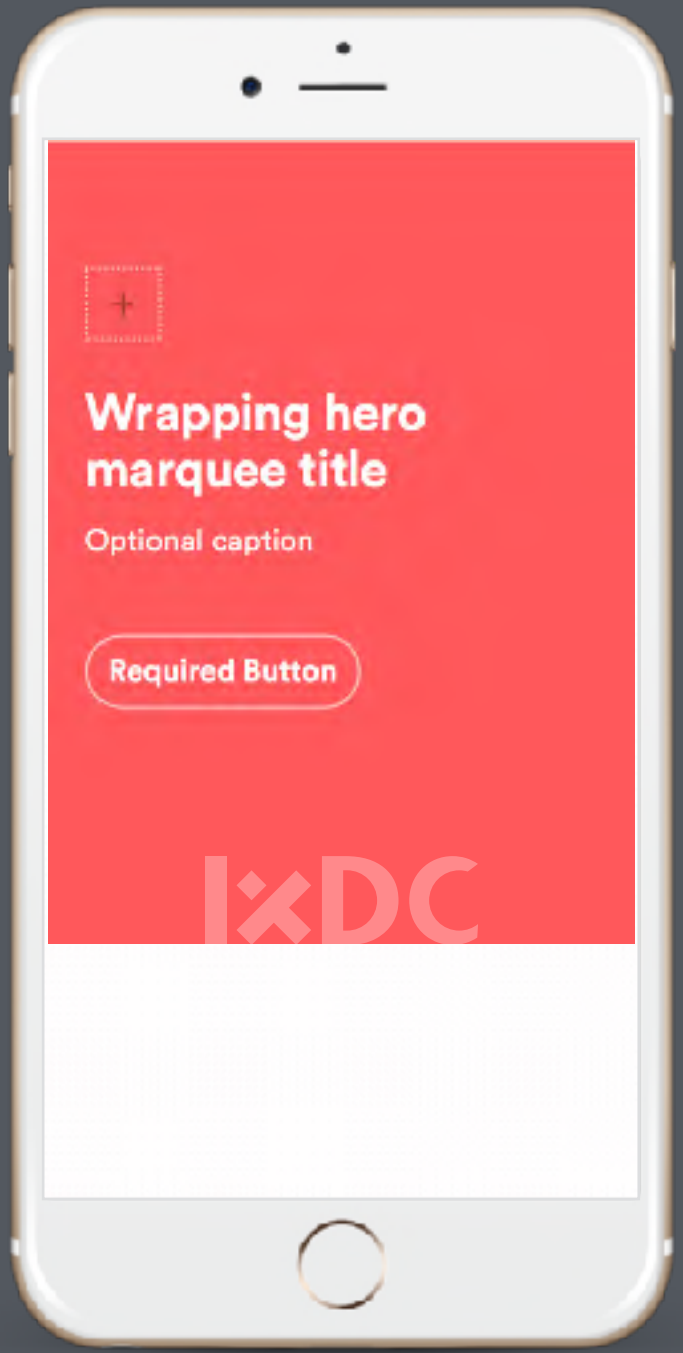 +
Wrapping hero
marquee title
Optional caption
Required Button
IXDC